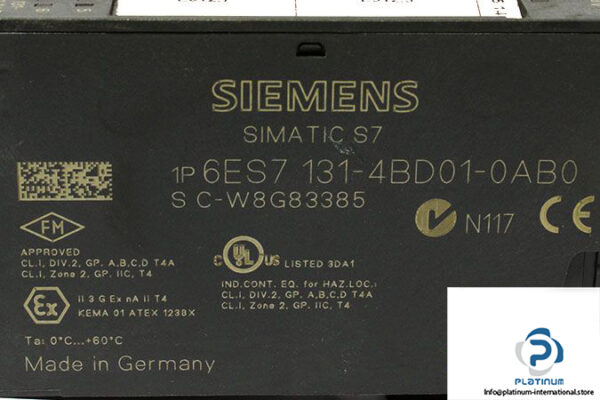 SIEMENS
SIMATIC S7
1P 6ES7 131-4BD01-0AB0
S C-W8G83385
N117 CE
FM
APPROVED
CL.I, DIV.2, GP. A,B,C,D T4A
CL.I, Zone 2, GP. IIC, T4
C UL US LISTED 3DA1
IND.CONT. EQ. for HAZ.LOC.:
CL.I, DIV.2, GP. A,B,C,D T4A
CL.I, Zone 2, GP. IIC, T4
Ex II 3 G Ex nA II T4
KEMA 01 ATEX 1238X
Ta: 0°C...+60°C
Made in Germany
PLATINUM
Info@platinum-international.store